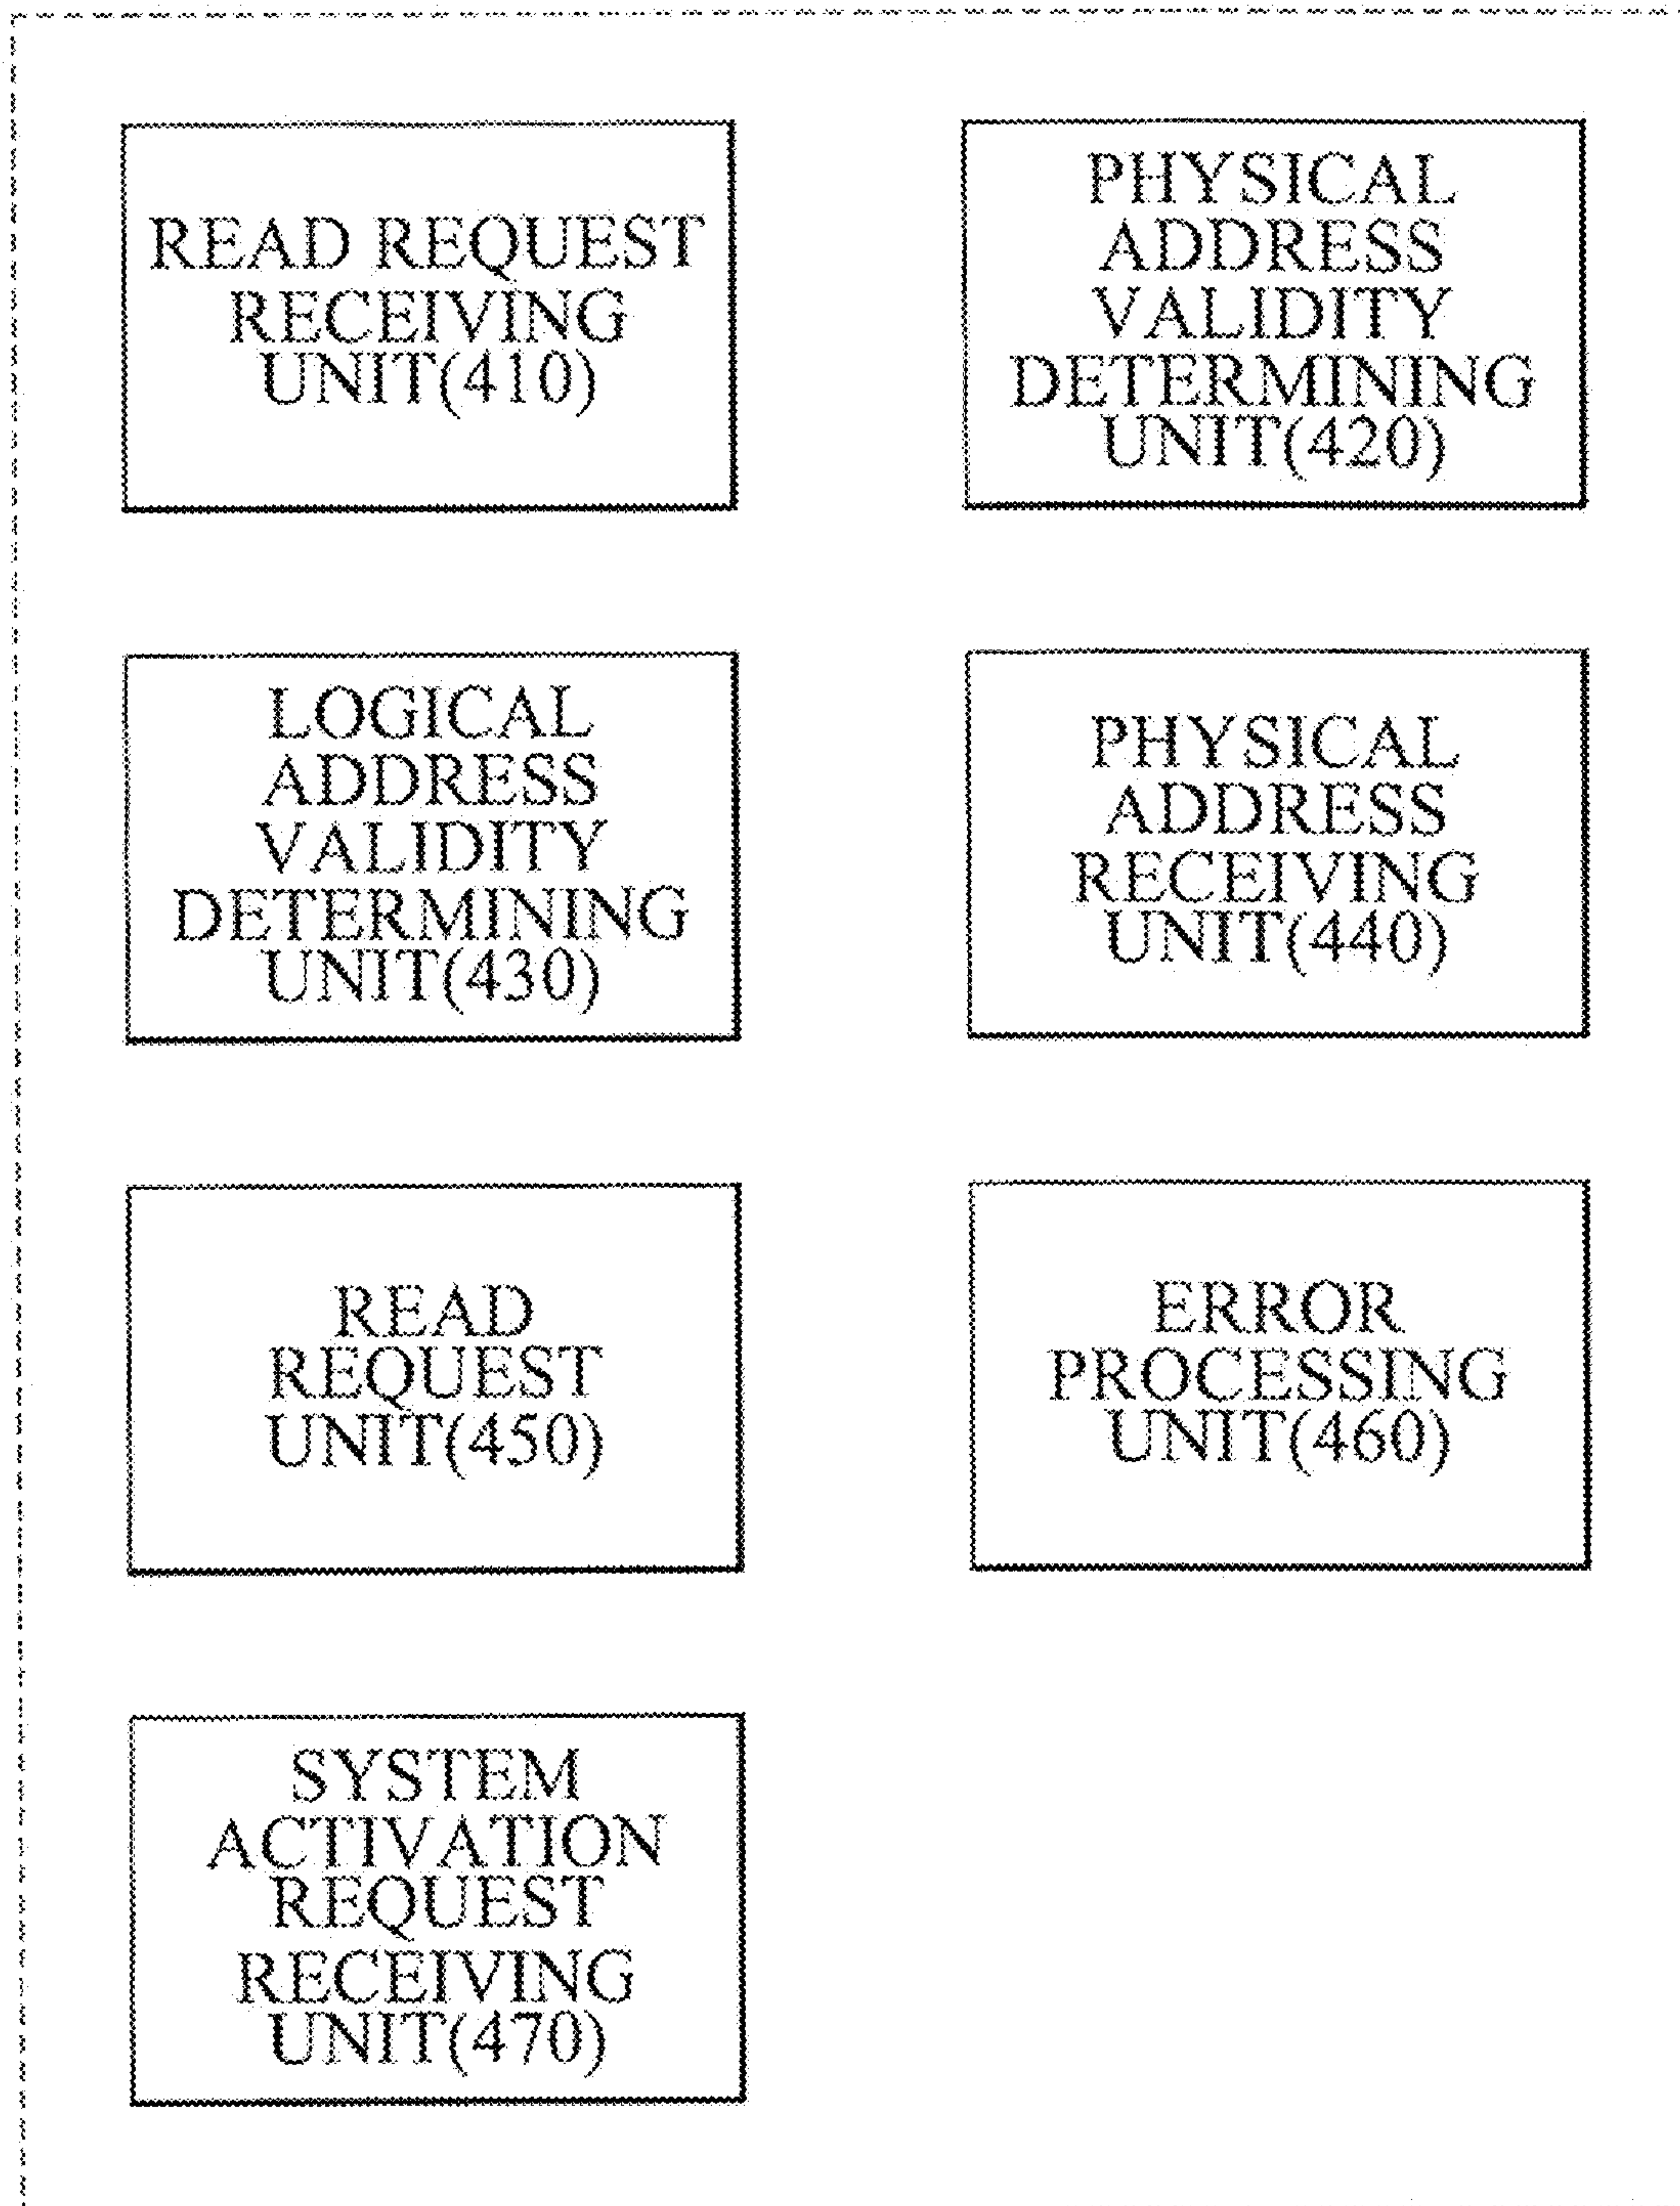 READ REQUEST
RECEIVING
UNIT(410)
PHYSICAL
ADDRESS
VALIDITY
DETERMINING
UNIT(420)
LOGICAL
ADDRESS
VALIDITY
DETERMINING
UNIT(430)
PHYSICAL
ADDRESS
RECEIVING
UNIT(440)
READ
REQUEST
UNIT(450)
ERROR
PROCESSING
UNIT(460)
SYSTEM
ACTIVATION
REQUEST
RECEIVING
UNIT(470)